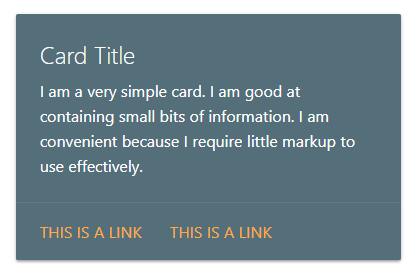 Card Title
I am a very simple card. I am good at
containing small bits of information. I am
convenient because I require little markup to
use effectively.
THIS IS A LINK THIS IS A LINK